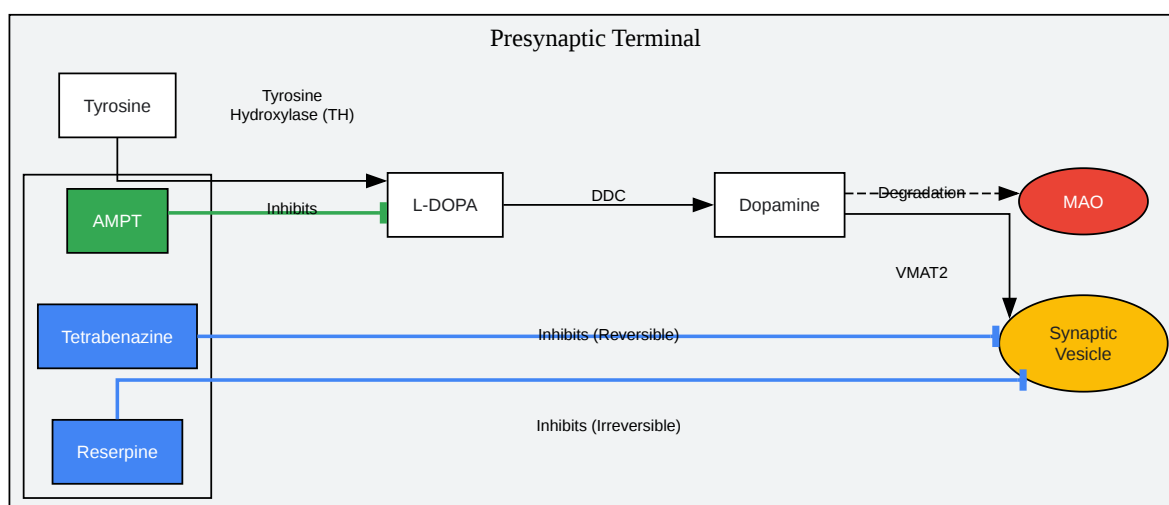 Presynaptic Terminal
Tyrosine
Tyrosine
Hydroxylase (TH)
AMPT
Inhibits
L-DOPA
DDC
Dopamine
Degradation
MAO
VMAT2
Tetrabenazine
Inhibits (Reversible)
Synaptic
Vesicle
Reserpine
Inhibits (Irreversible)